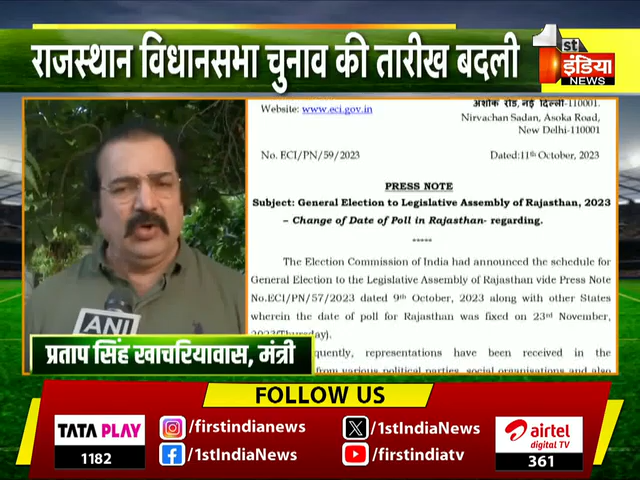 राजस्थान विधानसभा चुनाव की तारीख बदली
1st
इंडिया
NEWS
अशोक रोड, नई दिल्ली-110001.
Website: www.eci.gov.in
Nirvachan Sadan, Asoka Road,
New Delhi-110001
No. ECI/PN/59/2023
Dated:11th October, 2023
PRESS NOTE
Subject: General Election to Legislative Assembly of Rajasthan, 2023
– Change of Date of Poll in Rajasthan- regarding.
*****
The Election Commission of India had announced the schedule for
General Election to the Legislative Assembly of Rajasthan vide Press Note
No.ECI/PN/57/2023 dated 9th October, 2023 along with other States
wherein the date of poll for Rajasthan was fixed on 23rd November,
2023(Thursday).
quently, representations have been received in the
from various political parties, social organisations and also
ANI
प्रताप सिंह खाचरियावास, मंत्री
FOLLOW US
TATA PLAY
1182
/firstindianews
/1stIndiaNews
/1stIndiaNews
/firstindiatv
airtel
digital TV
361